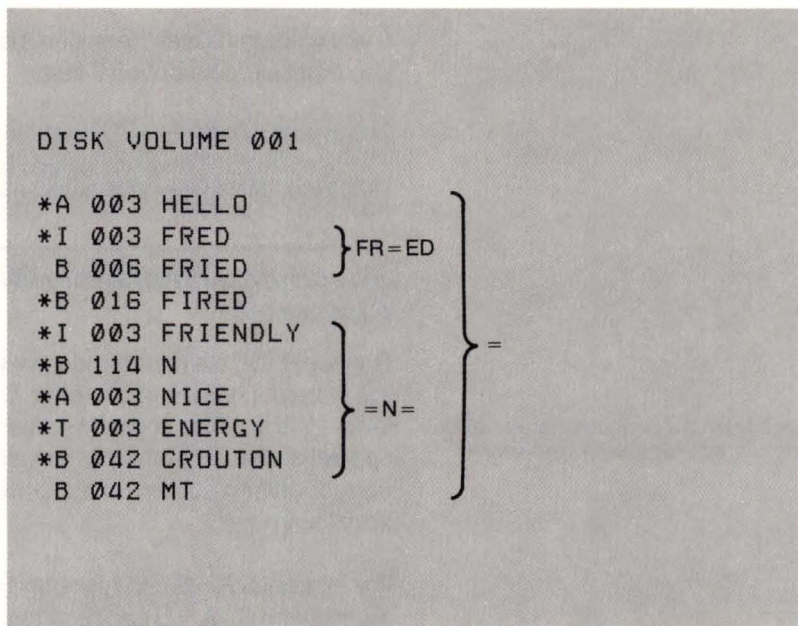 DISK VOLUME 001
*A 003 HELLO
*I 003 FRED
B 006 FRIED
FR=ED
*B 016 FIRED
*I 003 FRIENDLY
*B 114 N
*A 003 NICE
*T 003 ENERGY
*B 042 CROUTON
B 042 MT
=N=
=